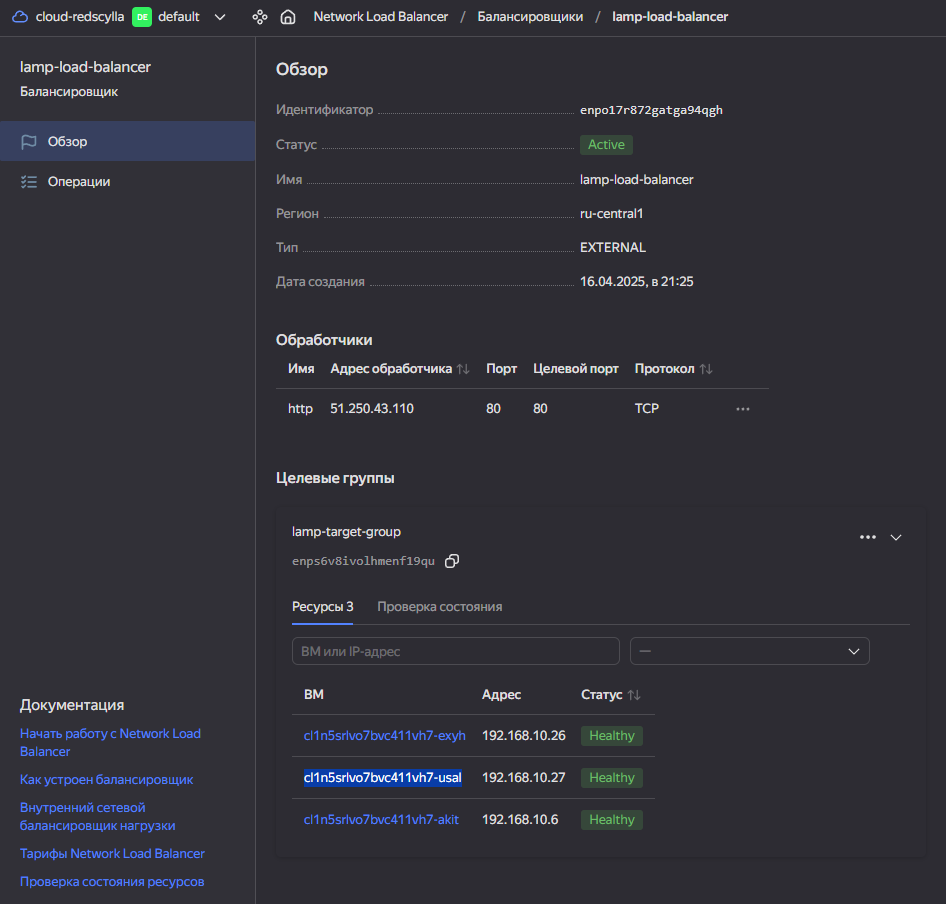 cloud-redscylla DE default Network Load Balancer / Балансировщики / lamp-load-balancer
lamp-load-balancer
Балансировщик
Обзор
Операции
Документация
Начать работу с Network Load
Balancer
Как устроен балансировщик
Внутренний сетевой
балансировщик нагрузки
Тарифы Network Load Balancer
Проверка состояния ресурсов
Обзор
Идентификатор enpo17r872gatga94qgh
Статус Active
Имя lamp-load-balancer
Регион ru-central1
Тип EXTERNAL
Дата создания 16.04.2025, в 21:25
Обработчики
Имя Адрес обработчика Порт Целевой порт Протокол
http 51.250.43.110 80 80 TCP
Целевые группы
lamp-target-group
enps6v8ivolhmenf19qu
Ресурсы 3 Проверка состояния
ВМ или IP-адрес —
ВМ Адрес Статус
cl1n5srlvo7bvc411vh7-exyh 192.168.10.26 Healthy
cl1n5srlvo7bvc411vh7-usal 192.168.10.27 Healthy
cl1n5srlvo7bvc411vh7-akit 192.168.10.6 Healthy